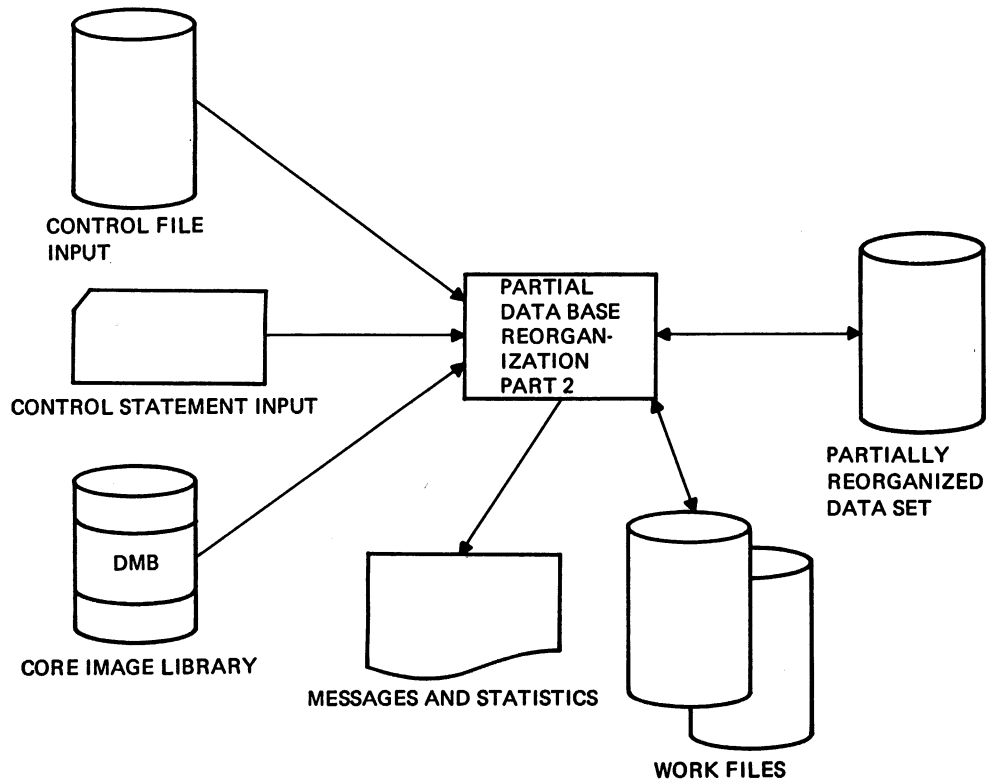 CONTROL FILE
INPUT
PARTIAL
DATA BASE
REORGAN-
IZATION
PART 2
CONTROL STATEMENT INPUT
PARTIALLY
REORGANIZED
DATA SET
DMB
CORE IMAGE LIBRARY
MESSAGES AND STATISTICS
WORK FILES